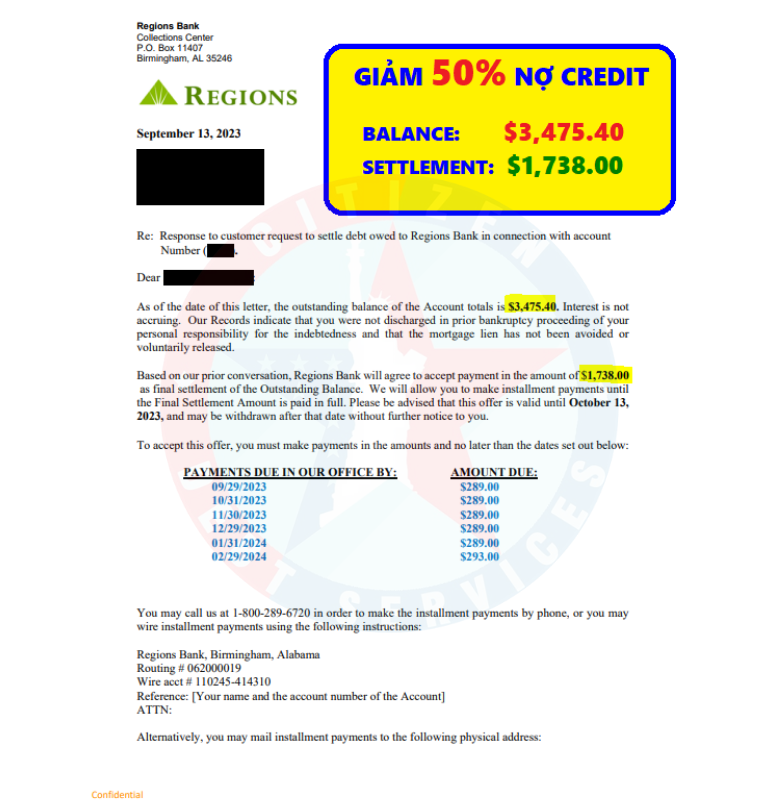 Regions Bank
Collections Center
P.O. Box 11407
Birmingham, AL 35246
REGIONS
GIẢM 50% NỢ CREDIT
BALANCE: $3,475.40
SETTLEMENT: $1,738.00
September 13, 2023
CITIZEN
DEBT SERVICES
Re: Response to customer request to settle debt owed to Regions Bank in connection with account
Number (
Dear
As of the date of this letter, the outstanding balance of the Account totals is $3,475.40. Interest is not
accruing. Our Records indicate that you were not discharged in prior bankruptcy proceeding of your
personal responsibility for the indebtedness and that the mortgage lien has not been avoided or
voluntarily released.
Based on our prior conversation, Regions Bank will agree to accept payment in the amount of $1,738.00
as final settlement of the Outstanding Balance. We will allow you to make installment payments until
the Final Settlement Amount is paid in full. Please be advised that this offer is valid until October 13,
2023, and may be withdrawn after that date without further notice to you.
To accept this offer, you must make payments in the amounts and no later than the dates set out below:
PAYMENTS DUE IN OUR OFFICE BY: AMOUNT DUE:
09/29/2023 $289.00
10/31/2023 $289.00
11/30/2023 $289.00
12/29/2023 $289.00
01/31/2024 $289.00
02/29/2024 $293.00
You may call us at 1-800-289-6720 in order to make the installment payments by phone, or you may
wire installment payments using the following instructions:
Regions Bank, Birmingham, Alabama
Routing # 062000019
Wire acct # 110245-414310
Reference: [Your name and the account number of the Account]
ATTN:
Alternatively, you may mail installment payments to the following physical address:
Confidential